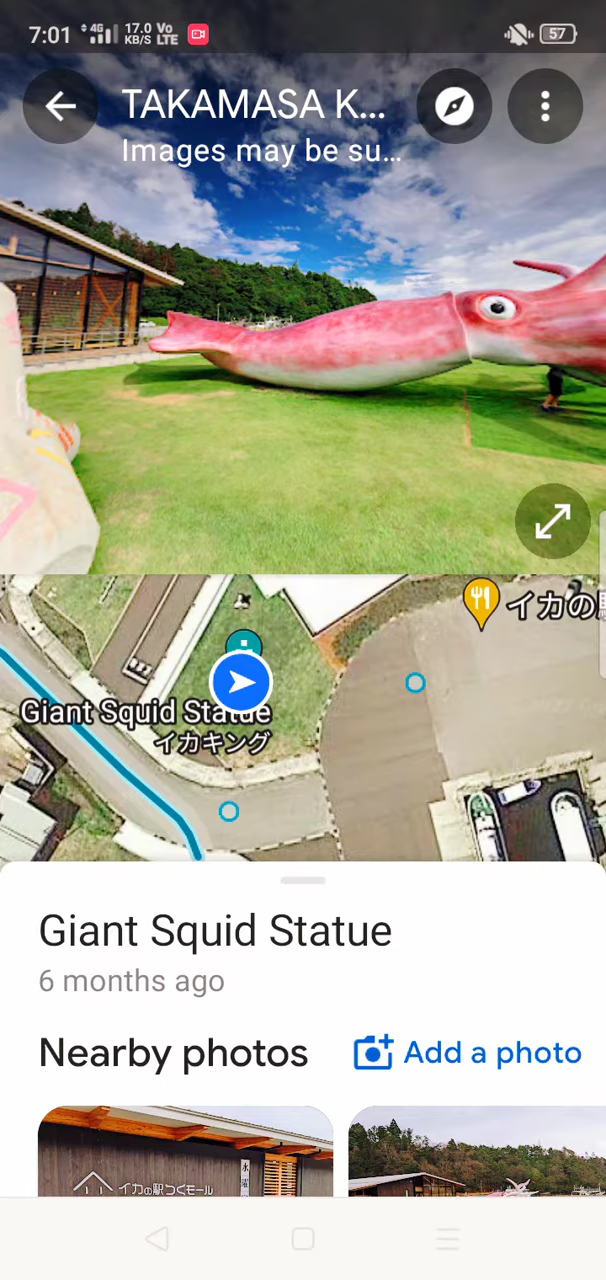 7:01 4G 17.0 KB/S Vo LTE 57
TAKAMASA K...
Images may be su...
イカの
Giant Squid Statue
イカキング
Giant Squid Statue
6 months ago
Nearby photos
Add a photo
イカの駅つくモール
水曜